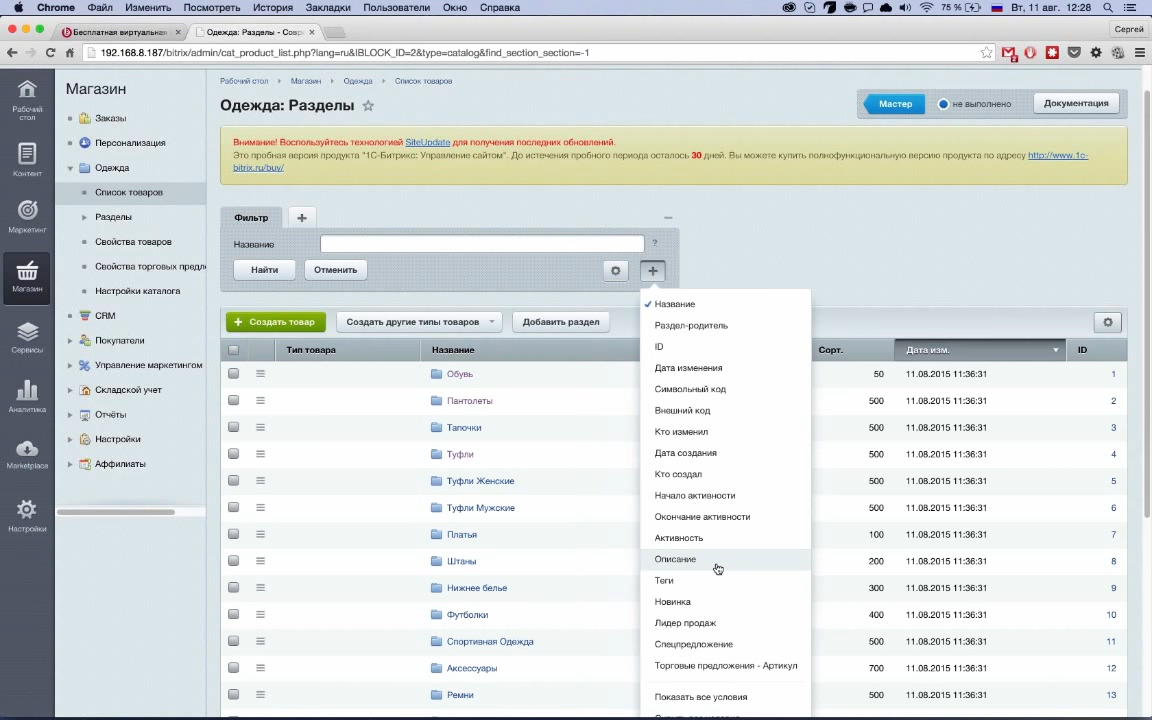 Chrome Файл Изменить Посмотреть История Закладки Пользователи Окно Справка 75 % Вт, 11 авг. 12:28
Бесплатная виртуальная Одежда: Разделы - Совр Сергей
192.168.8.187/bitrix/admin/cat_product_list.php?lang=ru&IBLOCK_ID=2&type=catalog&find_section_section=-1
Рабочий стол
Контент
Маркетинг
Магазин
Сервисы
Аналитика
Marketplace
Настройки
Магазин
Заказы
Персонализация
Одежда
Список товаров
Разделы
Свойства товаров
Свойства торговых предл
Настройки каталога
CRM
Покупатели
Управление маркетингом
Складской учет
Отчёты
Настройки
Аффилиаты
Рабочий стол Магазин Одежда Список товаров
Одежда: Разделы
Мастер не выполнено Документация
Внимание! Воспользуйтесь технологией SiteUpdate для получения последних обновлений.
Это пробная версия продукта "1С-Битрикс: Управление сайтом". До истечения пробного периода осталось 30 дней. Вы можете купить полнофункциональную версию продукта по адресу http://www.1c-
bitrix.ru/buy/
Фильтр +
Название ?
Найти Отменить +
+ Создать товар Создать другие типы товаров Добавить раздел
Тип товара Название Сорт. Дата изм. ID
Обувь 50 11.08.2015 11:36:31 1
Пантолеты 500 11.08.2015 11:36:31 2
Тапочки 500 11.08.2015 11:36:31 3
Туфли 500 11.08.2015 11:36:31 4
Туфли Женские 500 11.08.2015 11:36:31 5
Туфли Мужские 500 11.08.2015 11:36:31 6
Платья 100 11.08.2015 11:36:31 7
Штаны 200 11.08.2015 11:36:31 8
Нижнее белье 300 11.08.2015 11:36:31 9
Футболки 400 11.08.2015 11:36:31 10
Спортивная Одежда 500 11.08.2015 11:36:31 11
Аксессуары 700 11.08.2015 11:36:31 12
Ремни 500 11.08.2015 11:36:31 13
Название
Раздел-родитель
ID
Дата изменения
Символьный код
Внешний код
Кто изменил
Дата создания
Кто создал
Начало активности
Окончание активности
Активность
Описание
Теги
Новинка
Лидер продаж
Спецпредложение
Торговые предложения - Артикул
Показать все условия